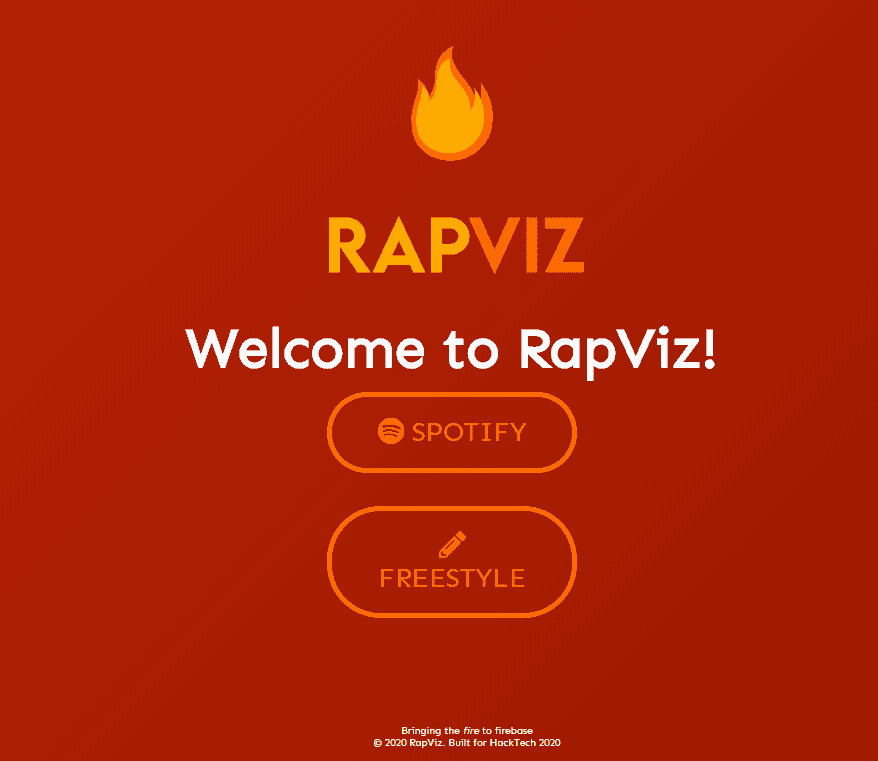 RAPVIZ
Welcome to RapViz!
SPOTIFY
FREESTYLE
Bringing the fire to firebase
© 2020 RapViz. Built for HackTech 2020